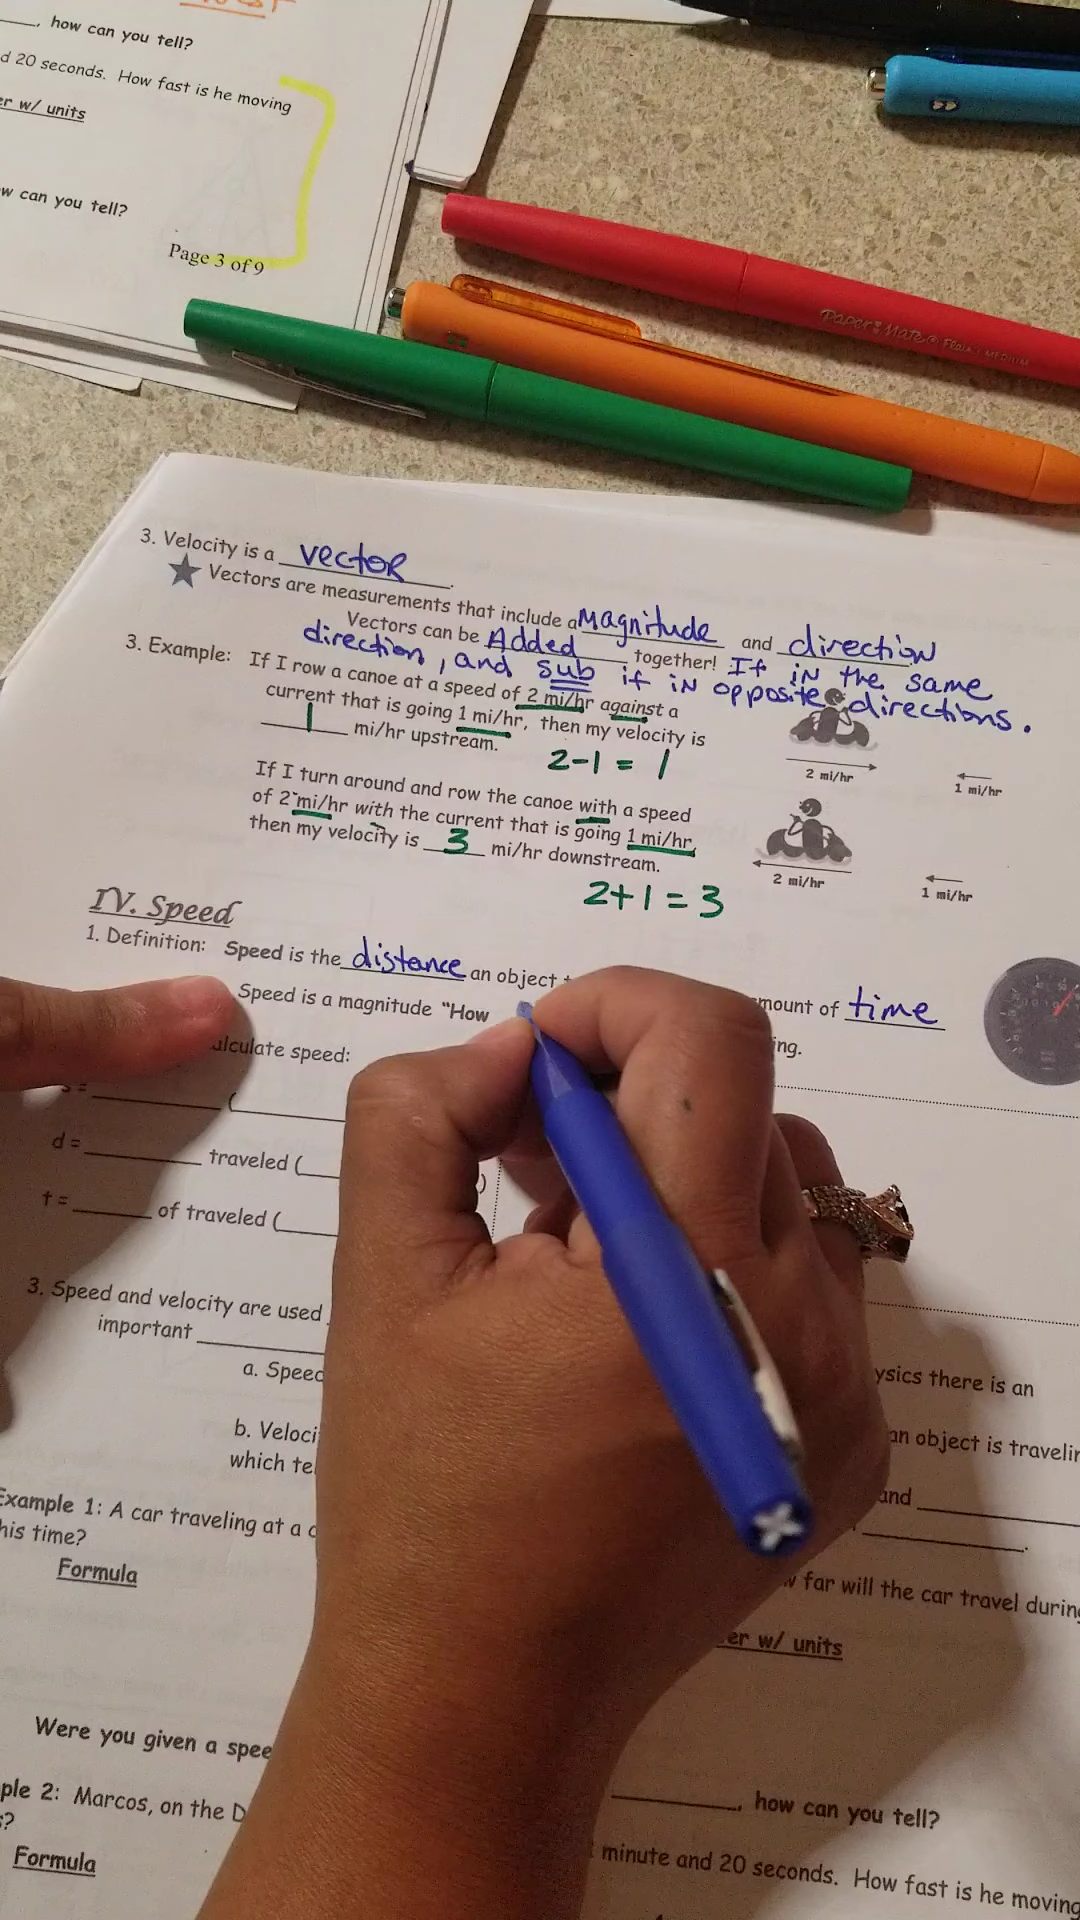 how can you tell?
d 20 seconds. How fast is he moving
er w/ units
w can you tell?
Page 3 of 9
Paper Mate Flair MEDIUM
3. Velocity is a vector.
Vectors are measurements that include a Magnitude and direction
Vectors can be Added together! If in the same
direction, and sub if in opposite directions.
3. Example: If I row a canoe at a speed of 2 mi/hr against a
current that is going 1 mi/hr, then my velocity is
1 mi/hr upstream.
2-1 = 1
2 mi/hr
1 mi/hr
If I turn around and row the canoe with a speed
of 2 mi/hr with the current that is going 1 mi/hr,
then my velocity is 3 mi/hr downstream.
2+1=3
2 mi/hr
1 mi/hr
IV. Speed
1. Definition: Speed is the distance an object
mount of time
Speed is a magnitude "How
ing.
alculate speed:
s = (
d = traveled (
t = of traveled (
3. Speed and velocity are used
ysics there is an
important
a. Speed
an object is travelin
b. Veloci
and
which te
Example 1: A car traveling at a c
w far will the car travel during
his time?
Formula
er w/ units
Were you given a spee
, how can you tell?
ple 2: Marcos, on the D
minute and 20 seconds. How fast is he moving
s?
Formula